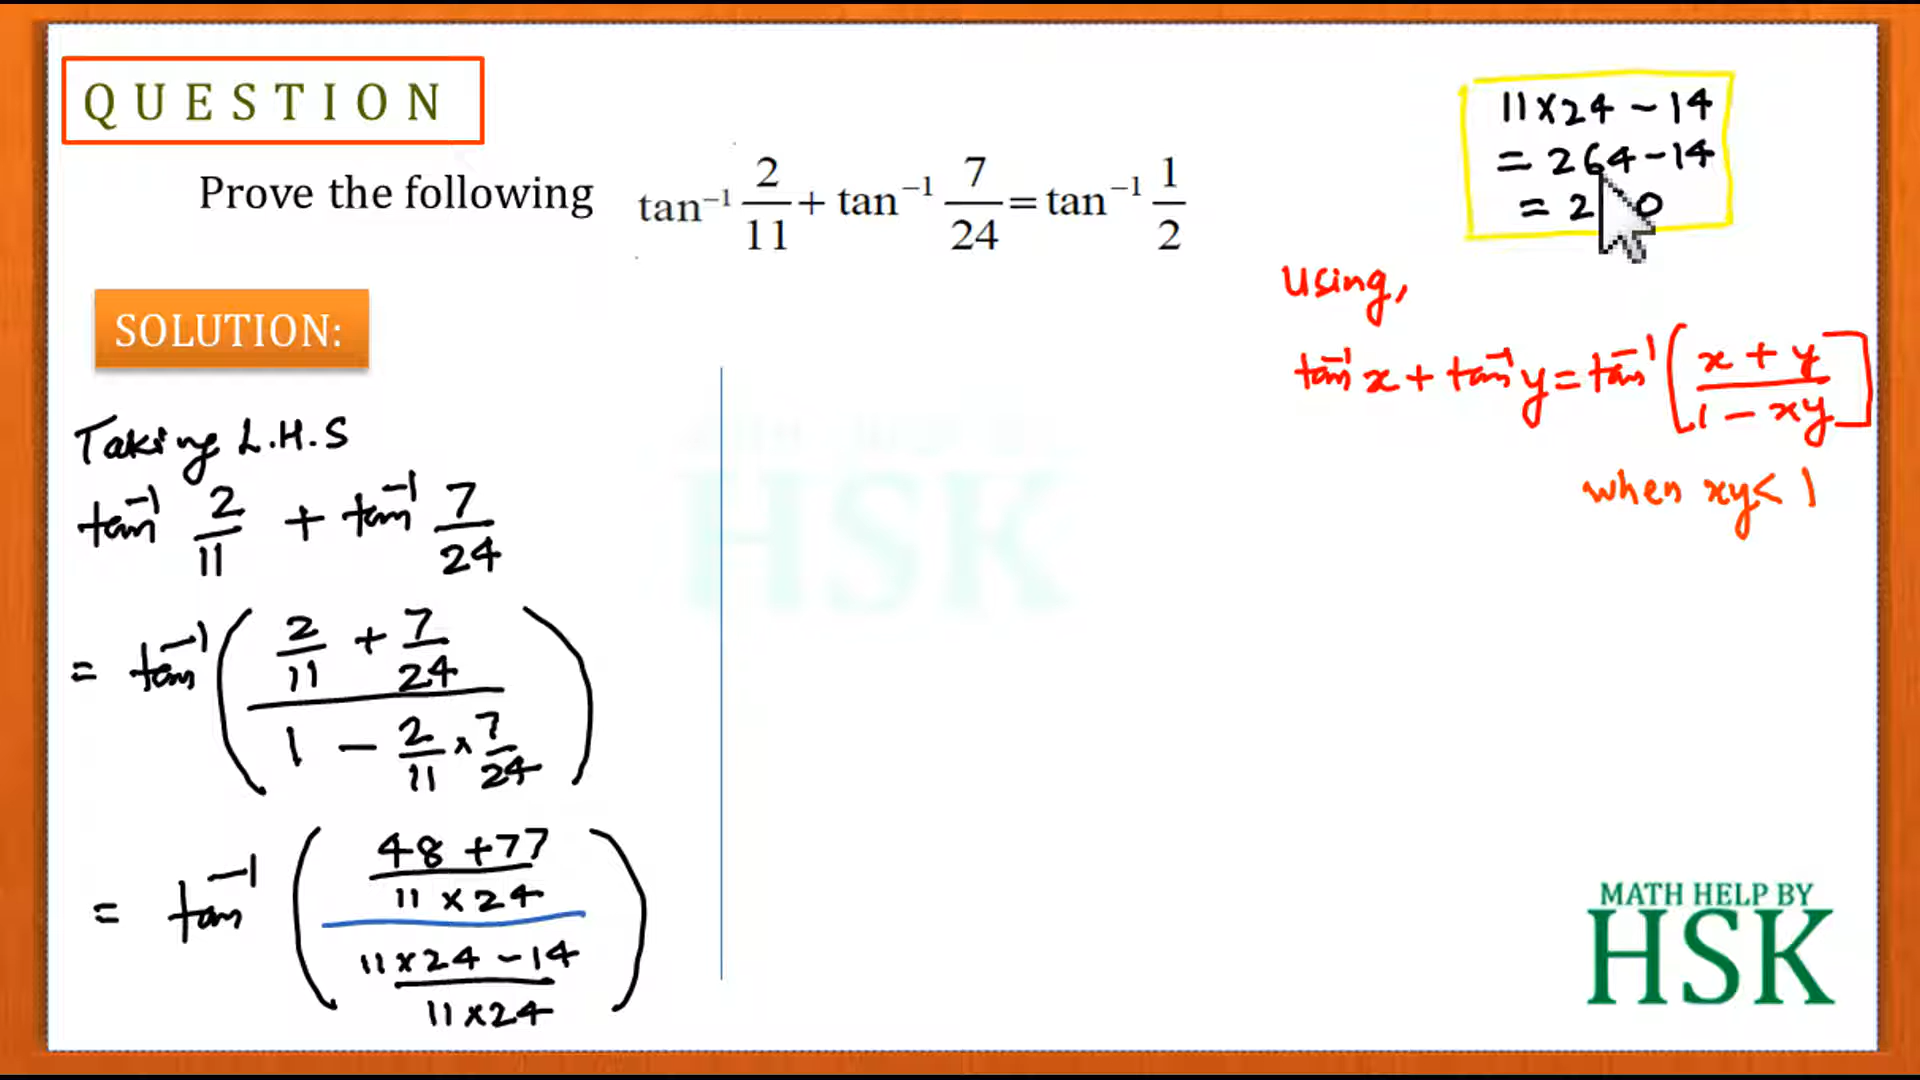 QUESTION
Prove the following tan⁻¹ 2/11 + tan⁻¹ 7/24 = tan⁻¹ 1/2
11×24 − 14
= 264 − 14
= 2 0
Using,
tan⁻¹ x + tan⁻¹ y = tan⁻¹ [(x + y)/(1 − xy)]
when xy < 1
SOLUTION:
Taking L.H.S
tan⁻¹ 2/11 + tan⁻¹ 7/24
= tan⁻¹ ((2/11 + 7/24)/(1 − 2/11 × 7/24))
= tan⁻¹ (((48 + 77)/(11 × 24))/((11×24 − 14)/(11×24)))
HSK
MATH HELP BY
HSK